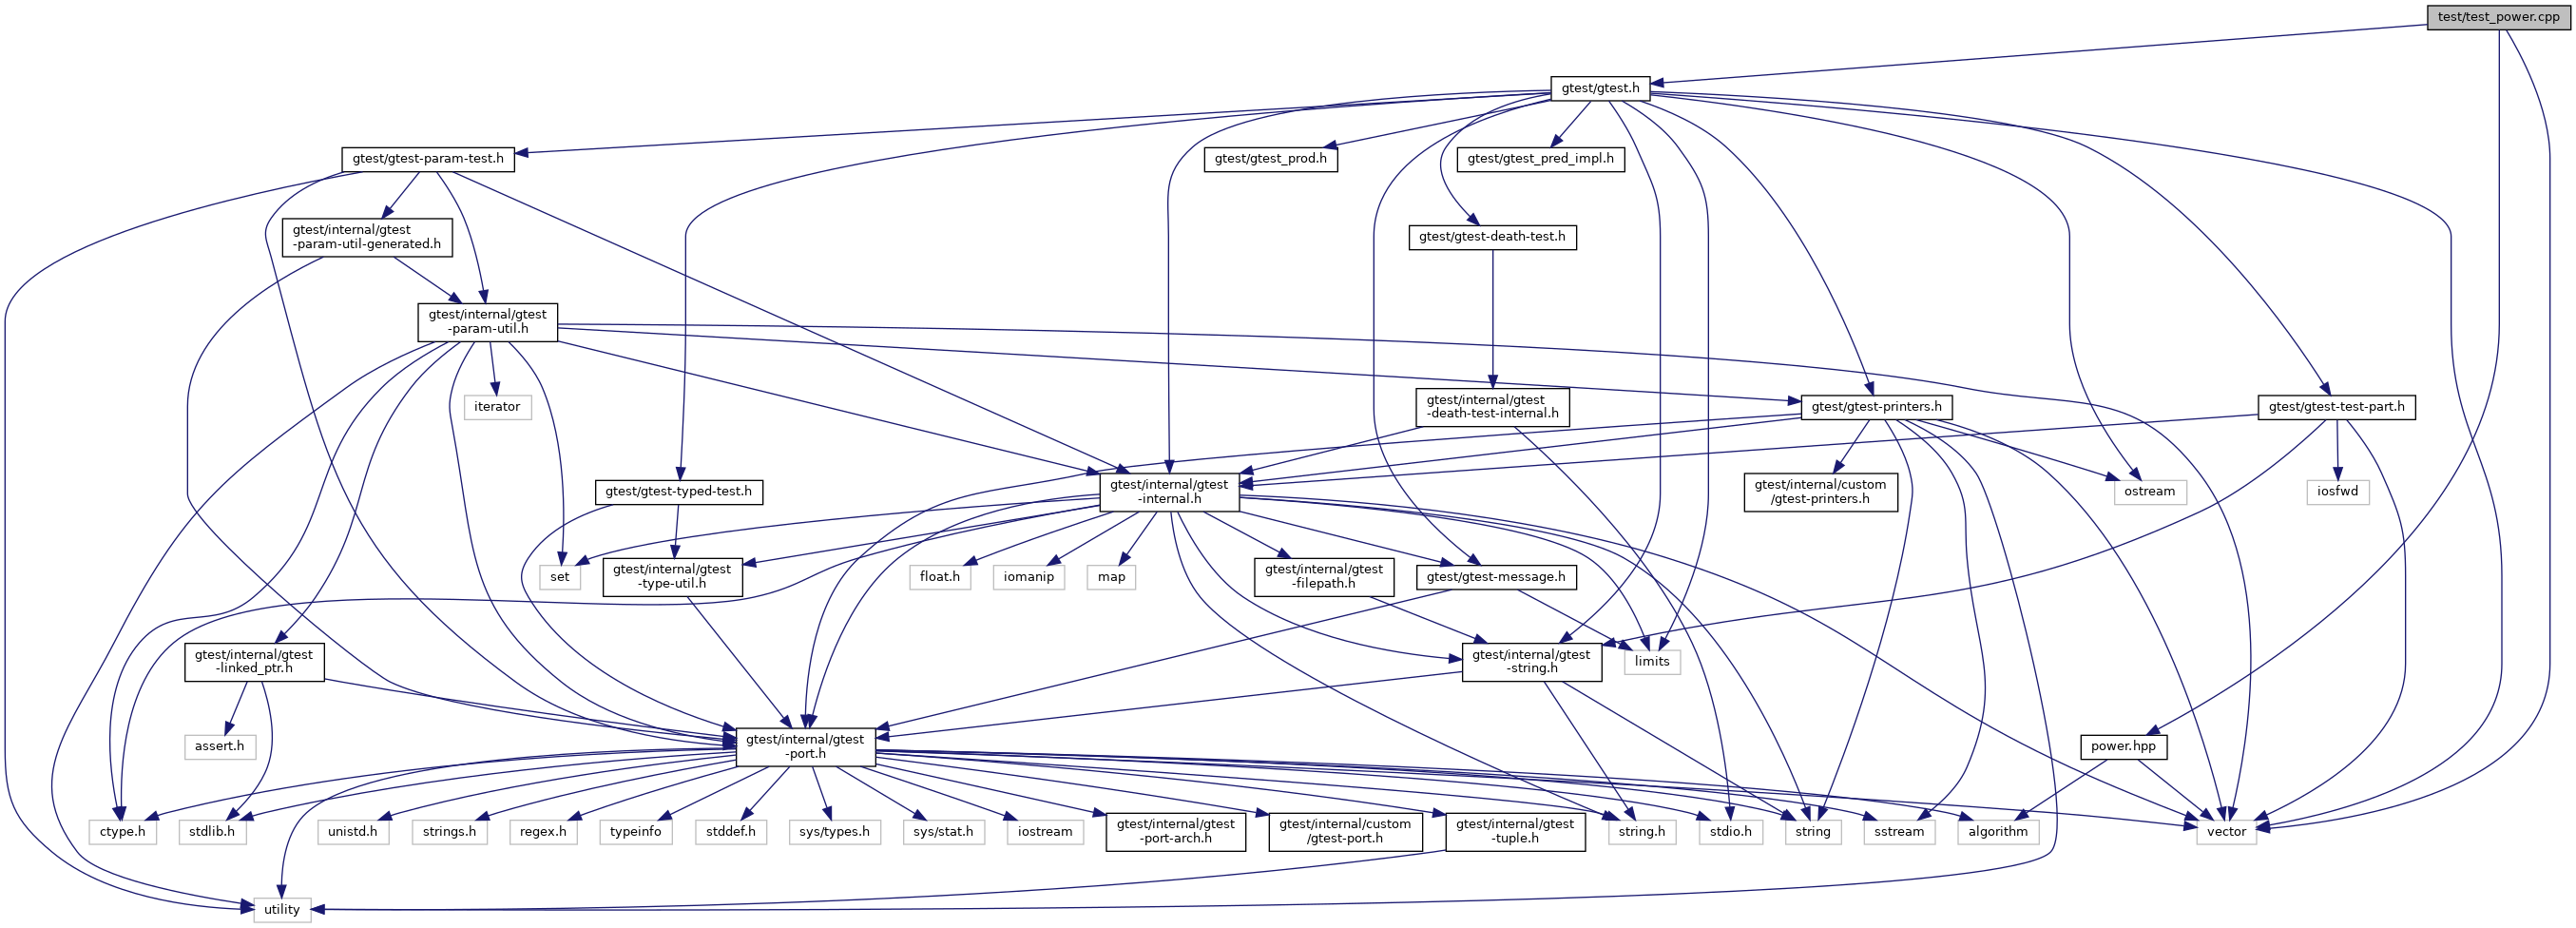 test/test_power.cpp
gtest/gtest.h
gtest/gtest-param-test.h
gtest/gtest_prod.h
gtest/gtest_pred_impl.h
gtest/internal/gtest
-param-util-generated.h
gtest/gtest-death-test.h
gtest/internal/gtest
-param-util.h
iterator
gtest/internal/gtest
-death-test-internal.h
gtest/gtest-printers.h
gtest/gtest-test-part.h
gtest/gtest-typed-test.h
gtest/internal/gtest
-internal.h
gtest/internal/custom
/gtest-printers.h
ostream
iosfwd
set
gtest/internal/gtest
-type-util.h
float.h
iomanip
map
gtest/internal/gtest
-filepath.h
gtest/gtest-message.h
gtest/internal/gtest
-linked_ptr.h
gtest/internal/gtest
-string.h
limits
assert.h
gtest/internal/gtest
-port.h
power.hpp
ctype.h
stdlib.h
unistd.h
strings.h
regex.h
typeinfo
stddef.h
sys/types.h
sys/stat.h
iostream
gtest/internal/gtest
-port-arch.h
gtest/internal/custom
/gtest-port.h
gtest/internal/gtest
-tuple.h
string.h
stdio.h
string
sstream
algorithm
vector
utility